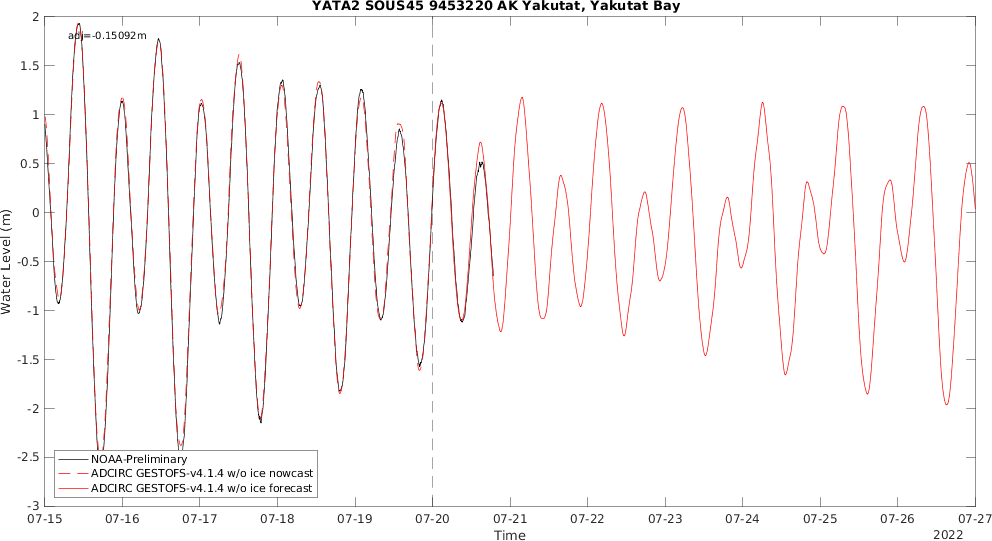 YATA2 SOUS45 9453220 AK Yakutat, Yakutat Bay
adj=-0.15092m
2
1.5
1
0.5
0
-0.5
-1
-1.5
-2
-2.5
-3
Water Level (m)
NOAA-Preliminary
ADCIRC GESTOFS-v4.1.4 w/o ice nowcast
ADCIRC GESTOFS-v4.1.4 w/o ice forecast
07-15 07-16 07-17 07-18 07-19 07-20 07-21 07-22 07-23 07-24 07-25 07-26 07-27
Time
2022